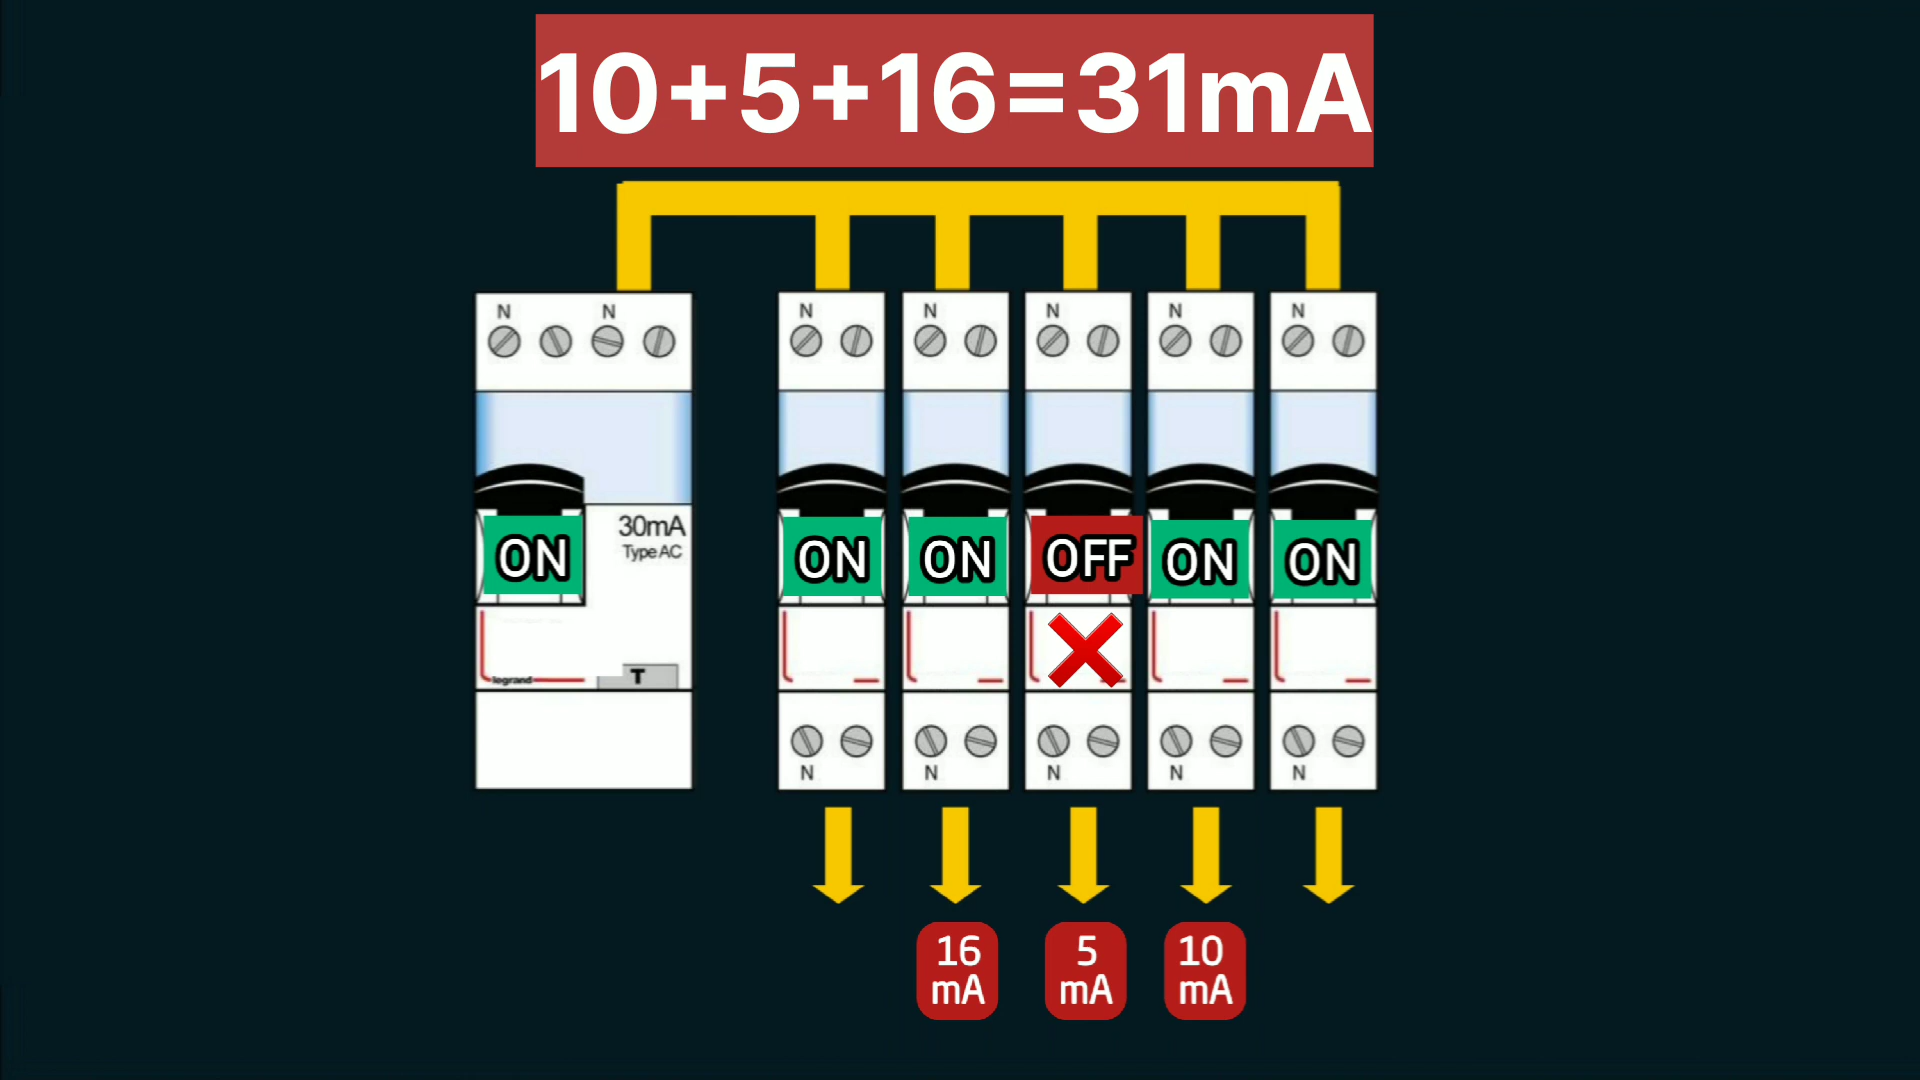 10+5+16=31mA
N N N N N N N
ON
30mA
Type AC
ON ON OFF ON ON
legrand
T
N N N N N
16 mA
5 mA
10 mA